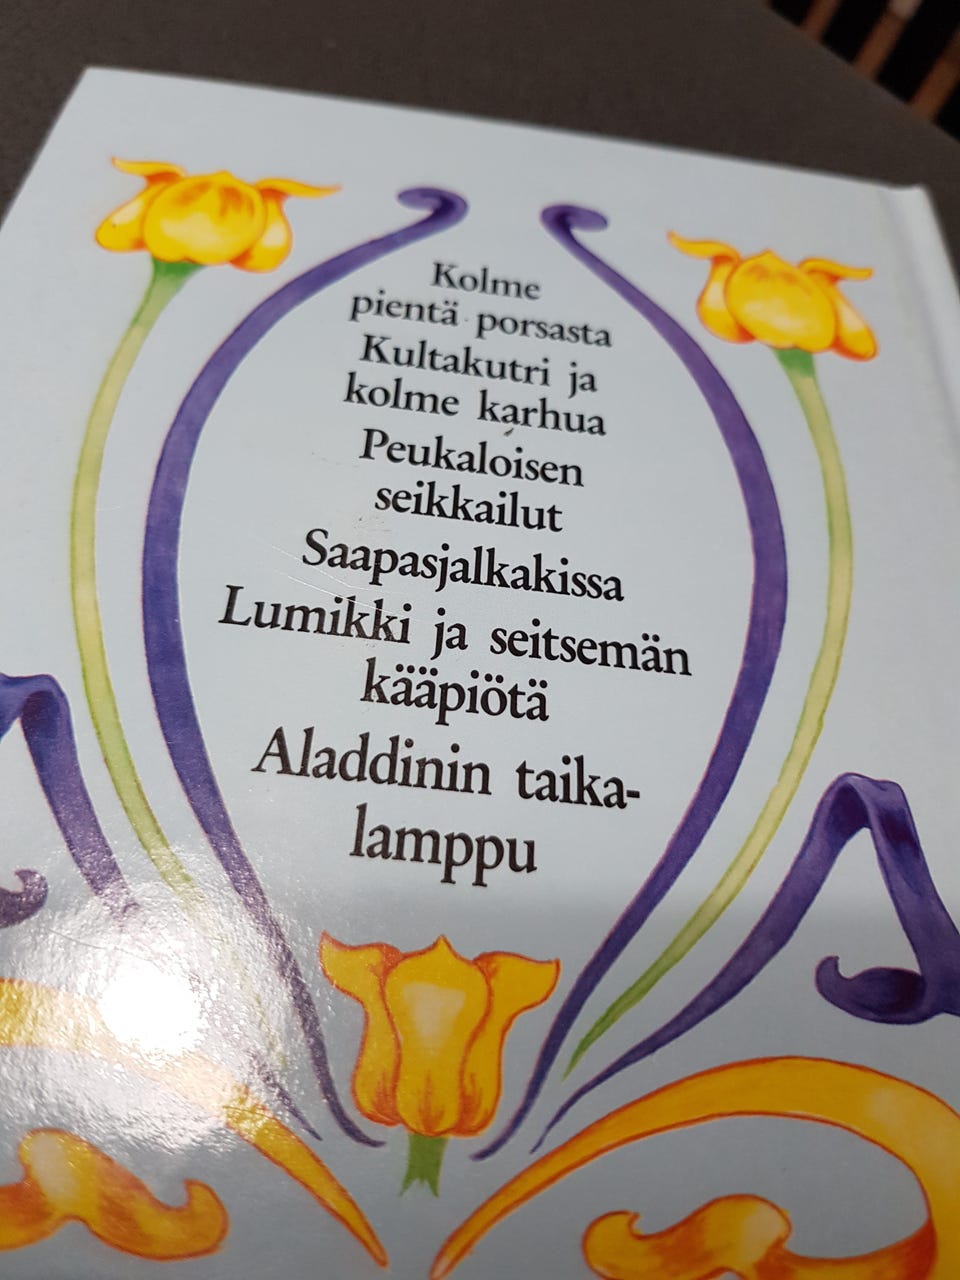 Kolme
pientä porsasta
Kultakutri ja
kolme karhua
Peukaloisen
seikkailut
Saapasjalkakissa
Lumikki ja seitsemän
kääpiötä
Aladdinin taika-
lamppu